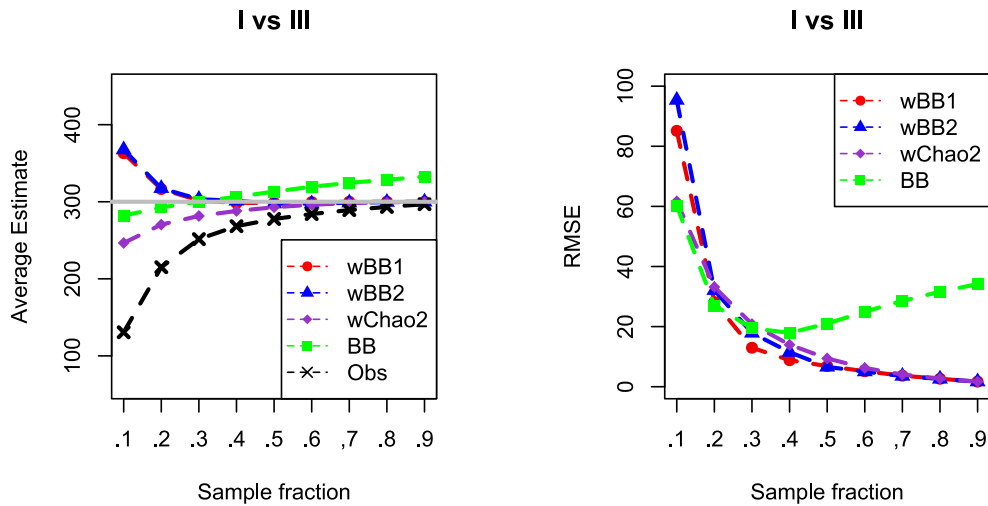 I vs III
Average Estimate
400
300
200
100
wBB1
wBB2
wChao2
BB
Obs
.1 .2 .3 .4 .5 .6 ,7 .8 .9
Sample fraction
I vs III
RMSE
100
80
60
40
20
0
wBB1
wBB2
wChao2
BB
.1 .2 .3 .4 .5 .6 ,7 .8 .9
Sample fraction